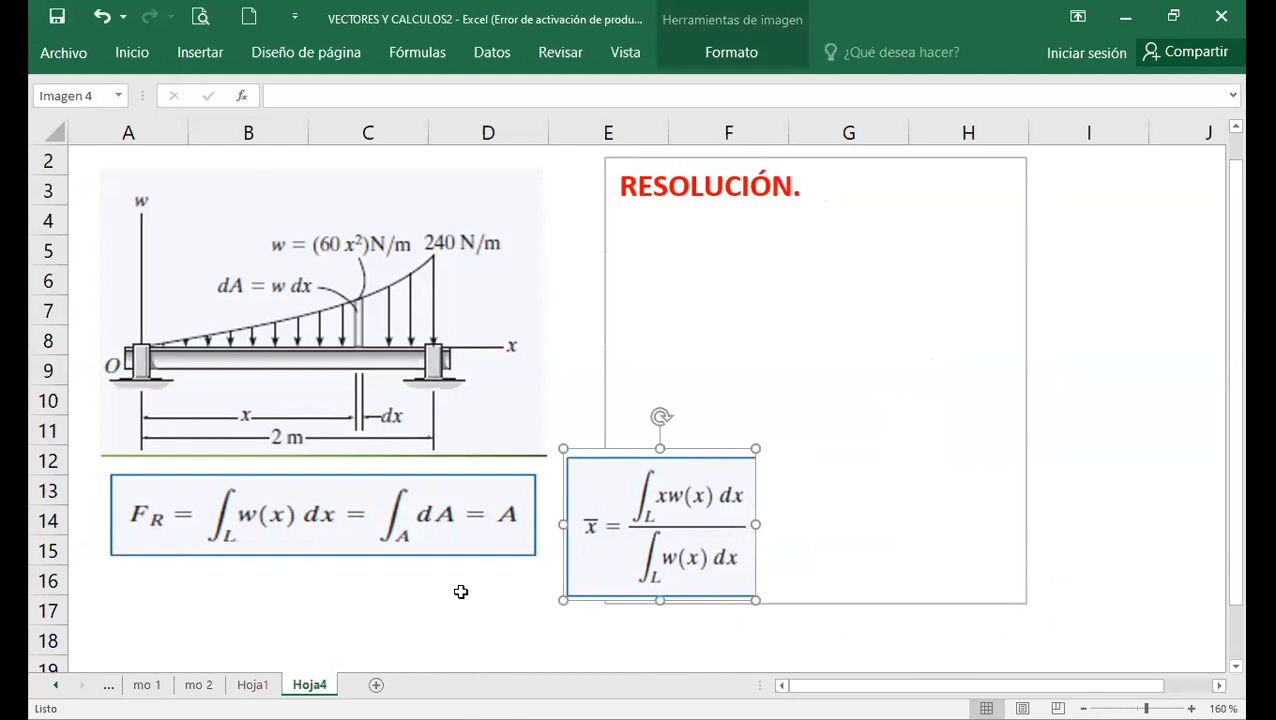 VECTORES Y CALCULOS2 - Excel (Error de activación de produ...
Herramientas de imagen
Archivo Inicio Insertar Diseño de página Fórmulas Datos Revisar Vista Formato ¿Qué desea hacer? Iniciar sesión Compartir
Imagen 4 fx
A B C D E F G H I J
2
3
4
5
6
7
8
9
10
11
12
13
14
15
16
17
18
19
w
w = (60 x²)N/m 240 N/m
dA = w dx
O x
x dx
2 m
F_R = ∫_L w(x) dx = ∫_A dA = A
RESOLUCIÓN.
x̅ = ∫_L xw(x) dx / ∫_L w(x) dx
... mo 1 mo 2 Hoja1 Hoja4
Listo 160 %